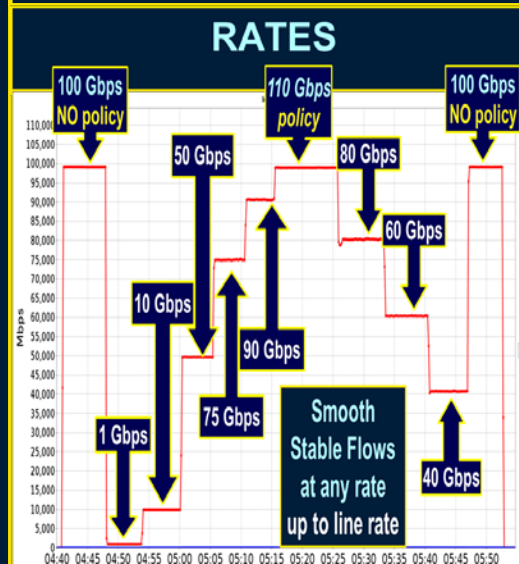 RATES
100 Gbps
NO policy
110 Gbps
policy
100 Gbps
NO policy
50 Gbps
80 Gbps
60 Gbps
10 Gbps
90 Gbps
75 Gbps
1 Gbps
40 Gbps
Smooth
Stable Flows
at any rate
up to line rate
Mbps
110,000
105,000
100,000
95,000
90,000
85,000
80,000
75,000
70,000
65,000
60,000
55,000
50,000
45,000
40,000
35,000
30,000
25,000
20,000
15,000
10,000
5,000
0
04:40 04:45 04:50 04:55 05:00 05:05 05:10 05:15 05:20 05:25 05:30 05:35 05:40 05:45 05:50